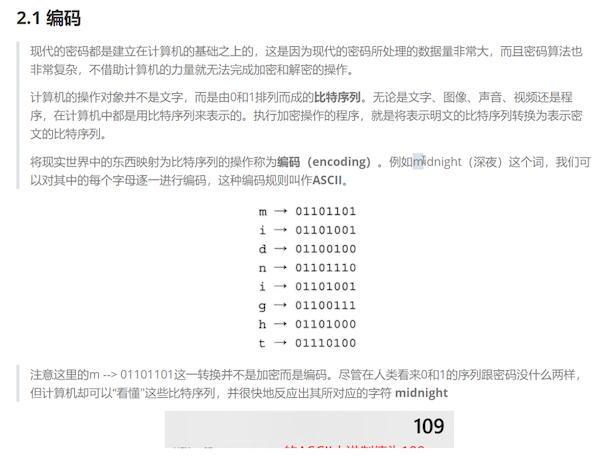 2.1 编码
现代的密码都是建立在计算机的基础之上的，这是因为现代的密码所处理的数据量非常大，而且密码算法也
非常复杂，不借助计算机的力量就无法完成加密和解密的操作。
计算机的操作对象并不是文字，而是由0和1排列而成的比特序列。无论是文字、图像、声音、视频还是程
序，在计算机中都是用比特序列来表示的。执行加密操作的程序，就是将表示明文的比特序列转换为表示密
文的比特序列。
将现实世界中的东西映射为比特序列的操作称为编码（encoding）。例如midnight（深夜）这个词，我们可
以对其中的每个字母逐一进行编码，这种编码规则叫作ASCII。
m → 01101101
i → 01101001
d → 01100100
n → 01101110
i → 01101001
g → 01100111
h → 01101000
t → 01110100
注意这里的m --> 01101101这一转换并不是加密而是编码。尽管在人类看来0和1的序列跟密码没什么两样，
但计算机却可以“看懂”这些比特序列，并很快地反应出其所对应的字符 midnight
109